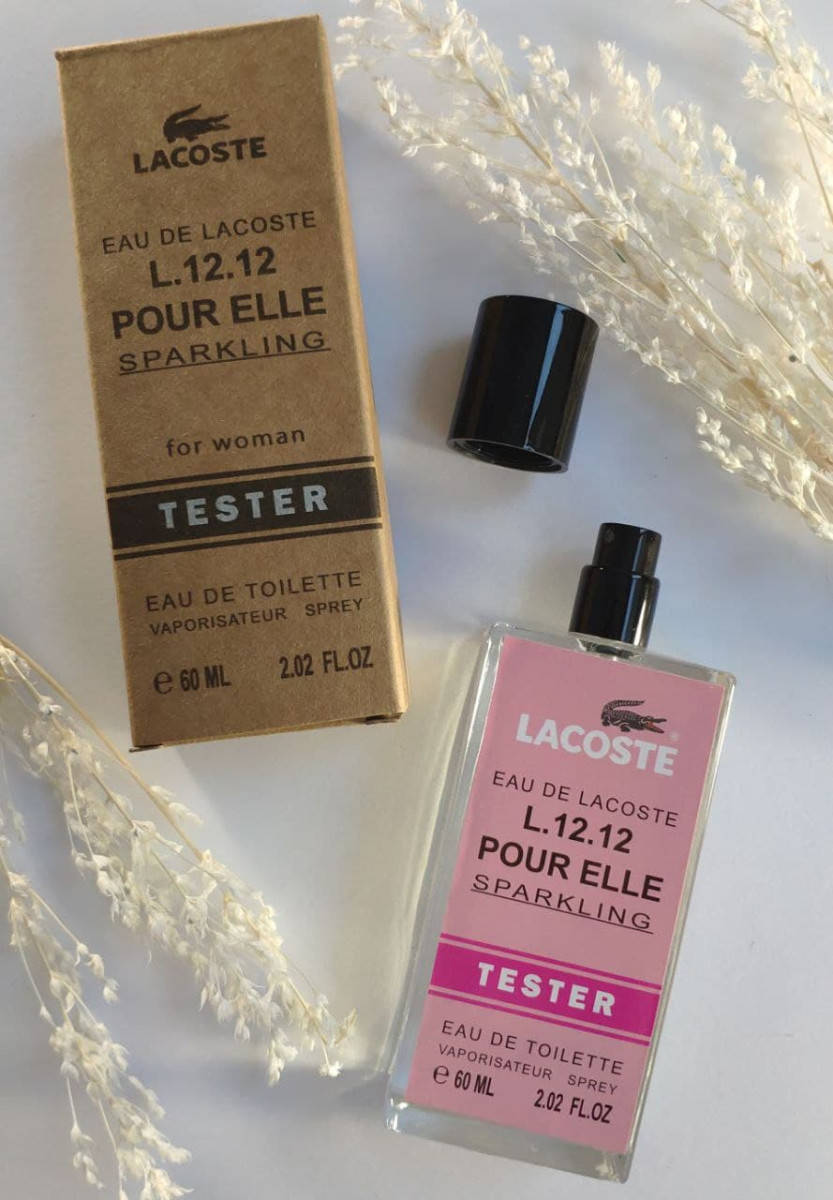 LACOSTE
EAU DE LACOSTE
L.12.12
POUR ELLE
SPARKLING
for woman
TESTER
EAU DE TOILETTE
VAPORISATEUR SPREY
℮ 60 ML 2.02 FL.OZ
LACOSTE®
EAU DE LACOSTE
L.12.12
POUR ELLE
SPARKLING
TESTER
EAU DE TOILETTE
VAPORISATEUR SPREY
℮ 60 ML 2.02 FL.OZ